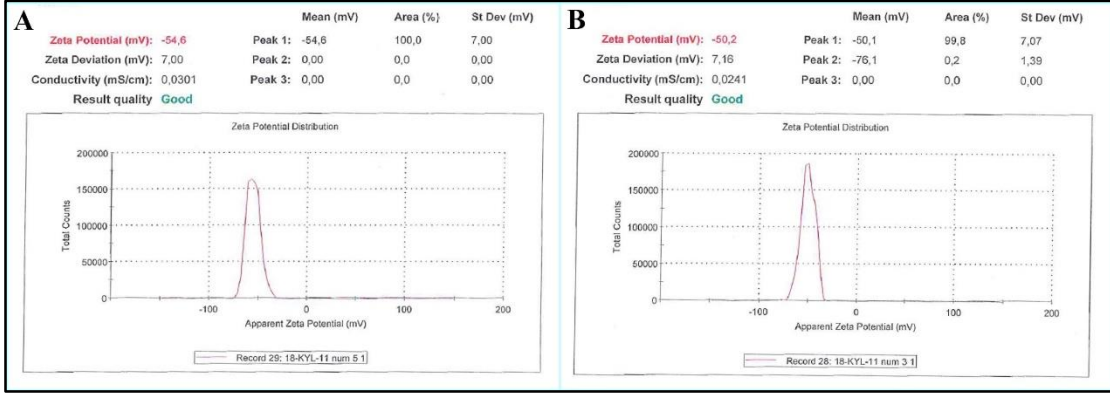 A
Mean (mV) Area (%) St Dev (mV)
Zeta Potential (mV): -54,6 Peak 1: -54,6 100,0 7,00
Zeta Deviation (mV): 7,00 Peak 2: 0,00 0,0 0,00
Conductivity (mS/cm): 0,0301 Peak 3: 0,00 0,0 0,00
Result quality Good
Zeta Potential Distribution
200000
150000
100000
50000
0
Total Counts
-100 0 100 200
Apparent Zeta Potential (mV)
Record 29: 18-KYL-11 num 5 1
B
Mean (mV) Area (%) St Dev (mV)
Zeta Potential (mV): -50,2 Peak 1: -50,1 99,8 7,07
Zeta Deviation (mV): 7,16 Peak 2: -76,1 0,2 1,39
Conductivity (mS/cm): 0,0241 Peak 3: 0,00 0,0 0,00
Result quality Good
Zeta Potential Distribution
200000
150000
100000
50000
0
Total Counts
-100 0 100 200
Apparent Zeta Potential (mV)
Record 28: 18-KYL-11 num 3 1